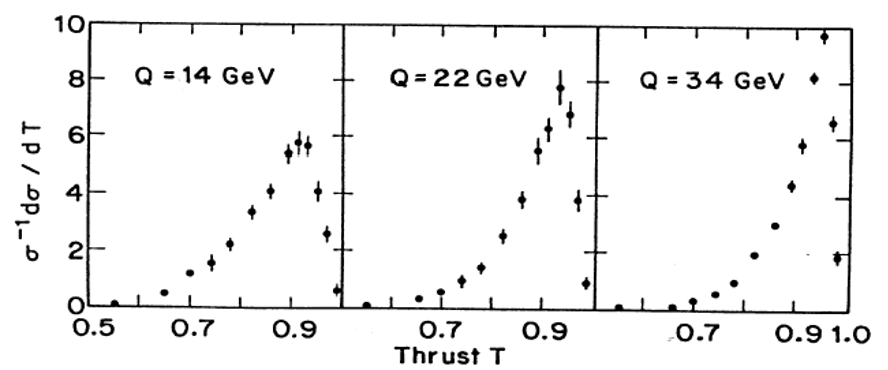 10
8
6
4
2
0
σ⁻¹dσ / dT
Q = 14 GeV
Q = 22 GeV
Q = 34 GeV
0.5 0.7 0.9 0.7 0.9 0.7 0.9 1.0
Thrust T